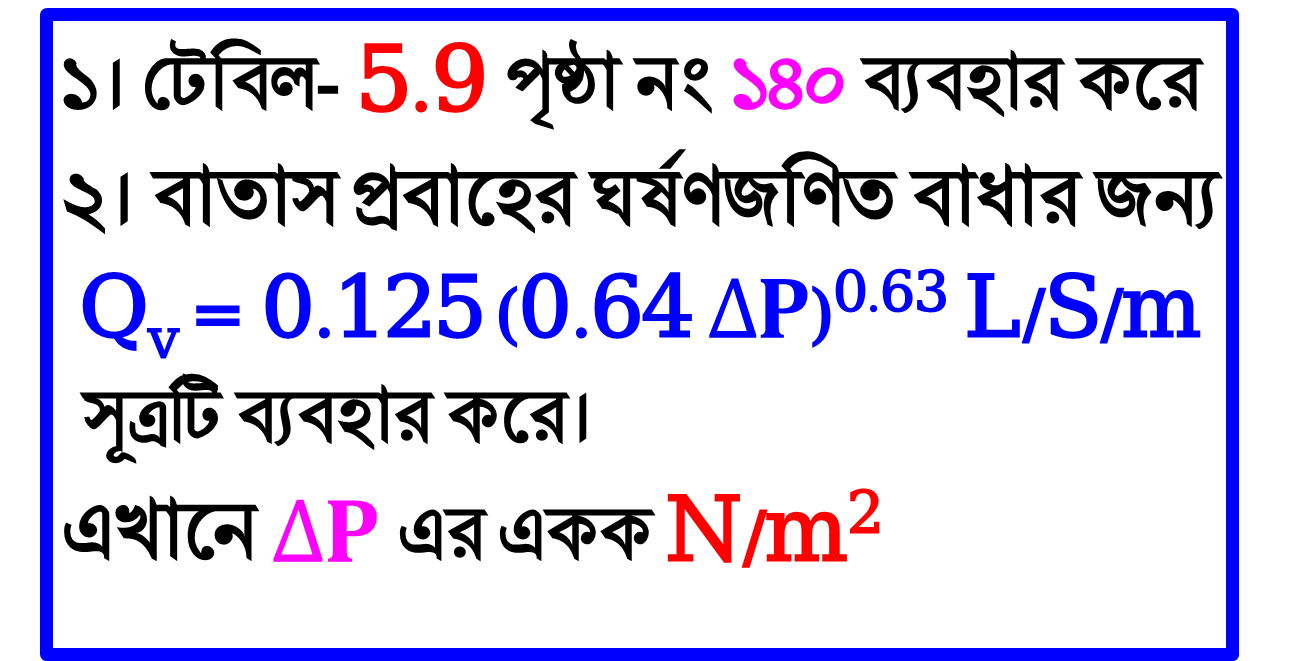 ১। টেবিল- 5.9 পৃষ্ঠা নং ১৪০ ব্যবহার করে
২। বাতাস প্রবাহের ঘর্ষণজণিত বাধার জন্য
Qᵥ = 0.125 (0.64 ΔP)⁰·⁶³ L/S/m
সূত্রটি ব্যবহার করে।
এখানে ΔP এর একক N/m²